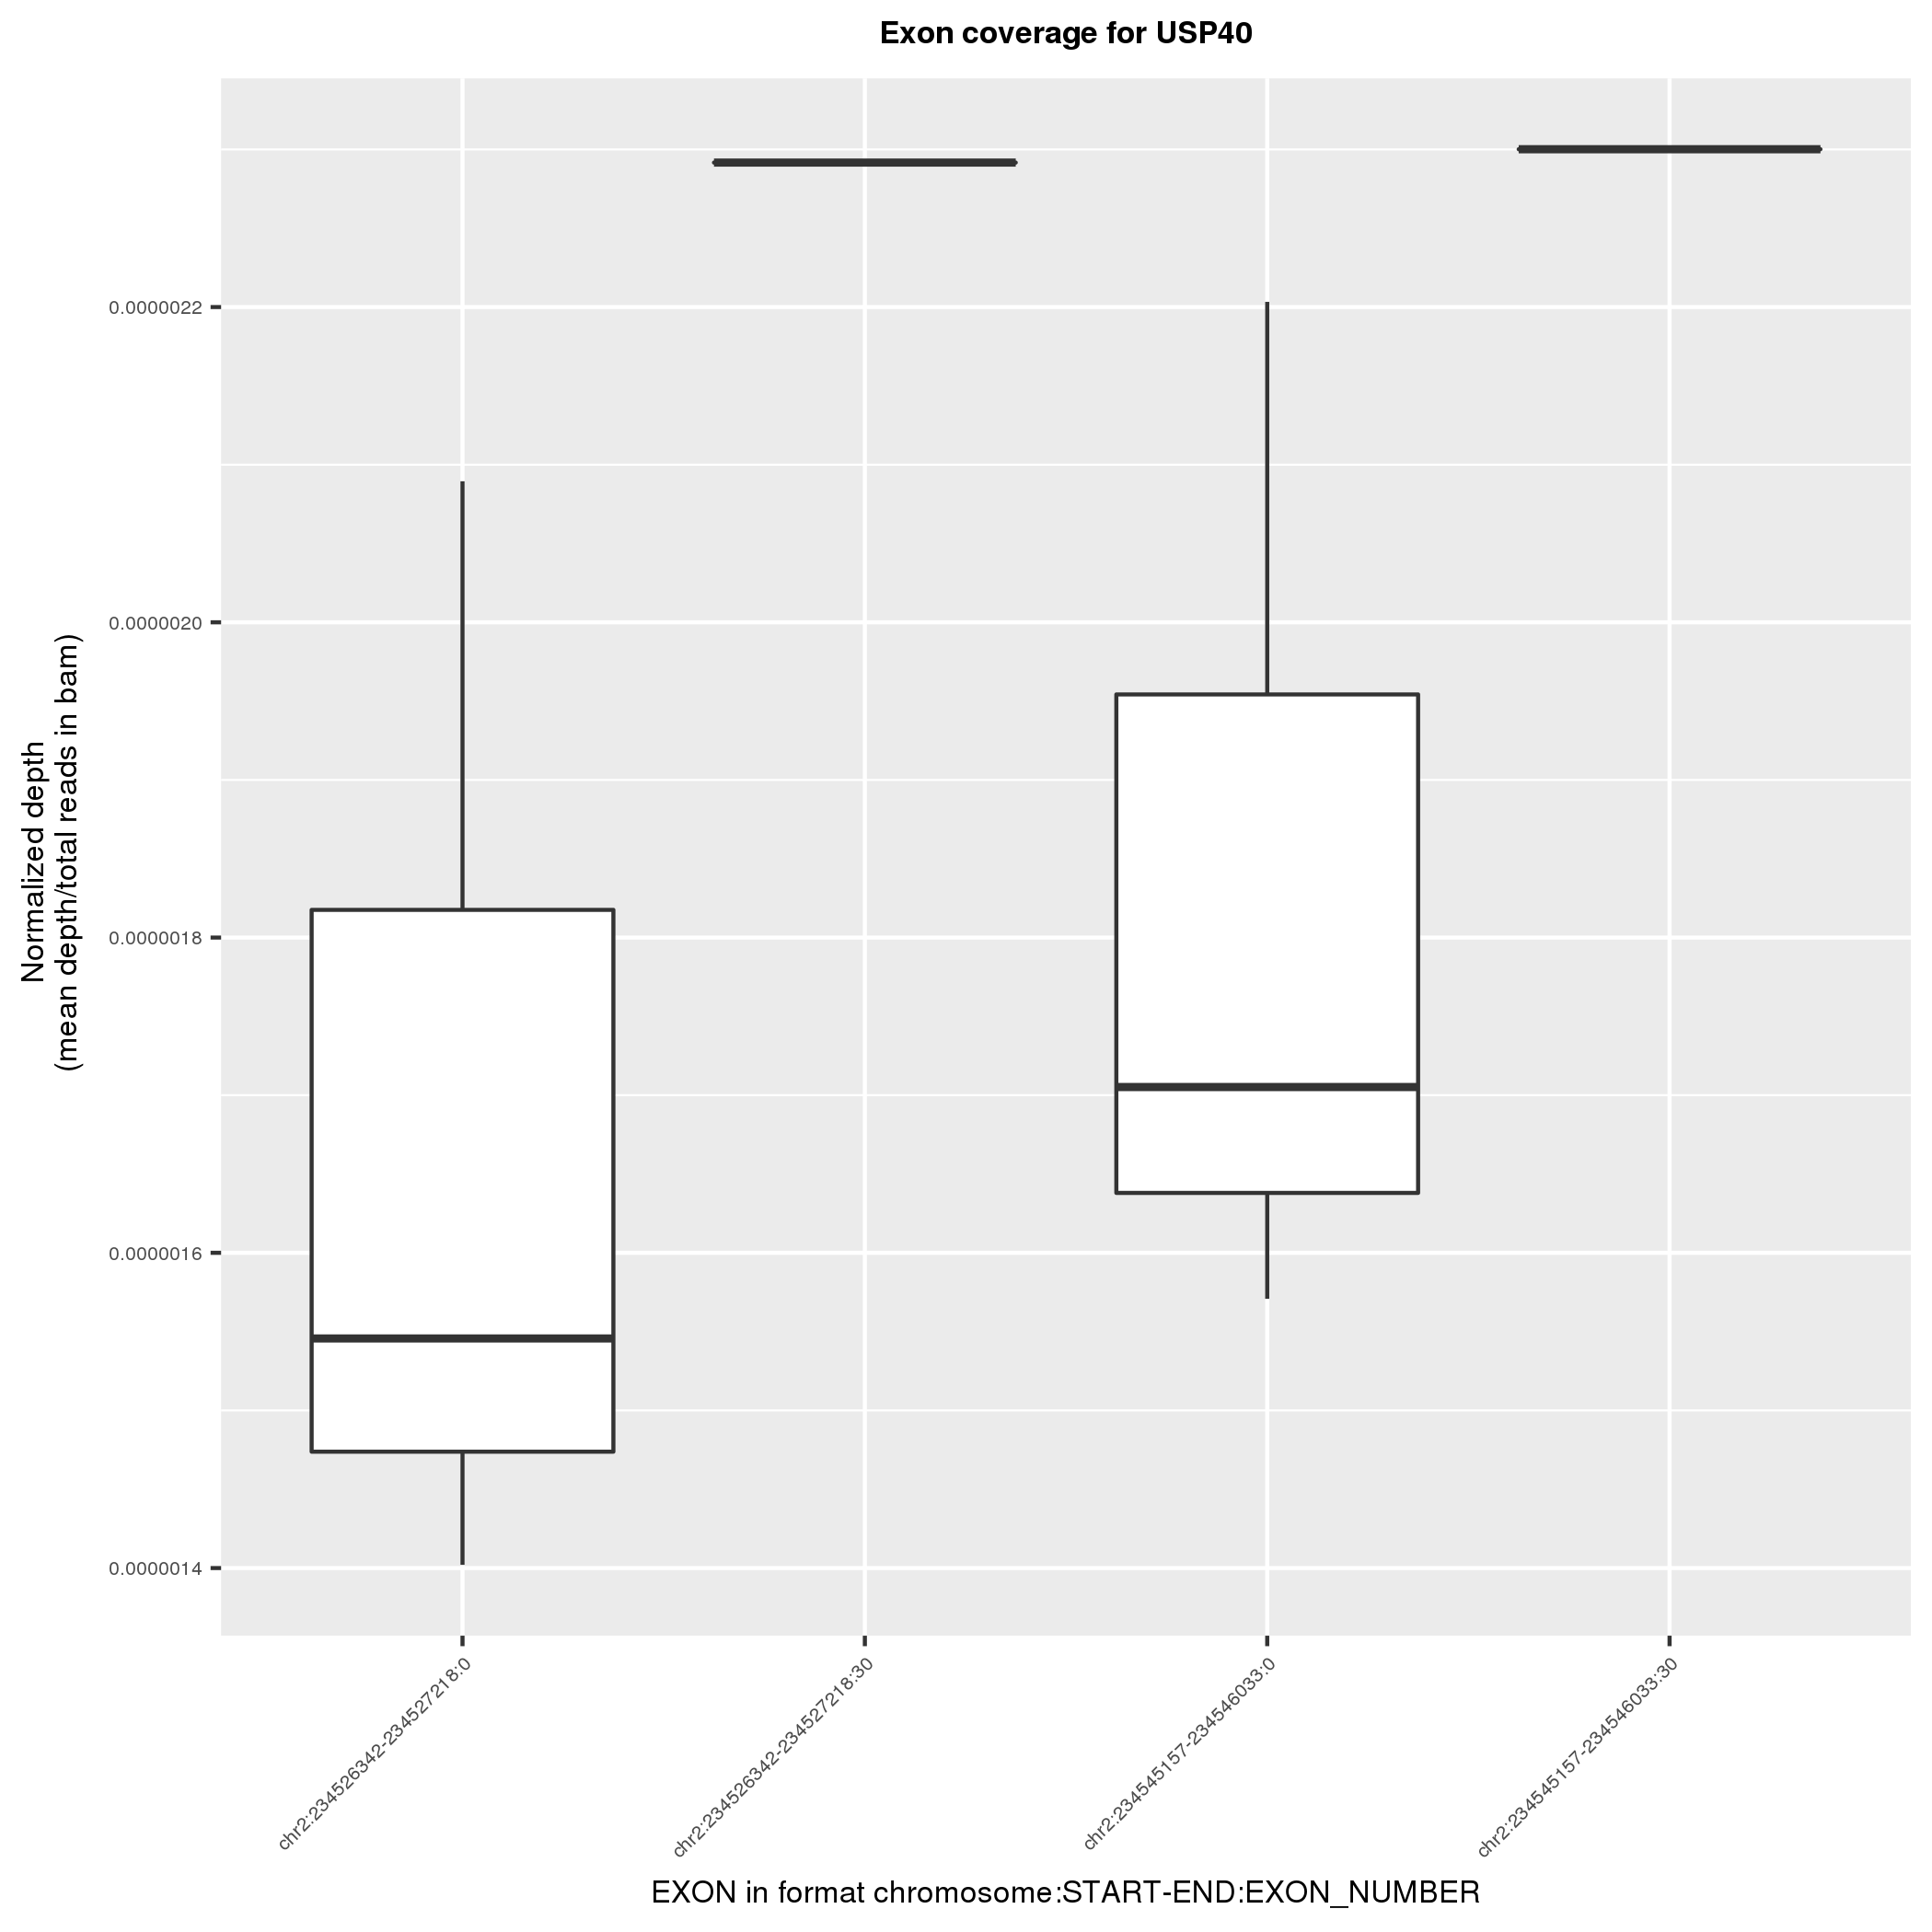 Exon coverage for USP40
Normalized depth
(mean depth/total reads in bam)
0.0000022
0.0000020
0.0000018
0.0000016
0.0000014
chr2:234526342-234527218:0
chr2:234526342-234527218:30
chr2:234545157-234546033:0
chr2:234545157-234546033:30
EXON in format chromosome:START-END:EXON_NUMBER